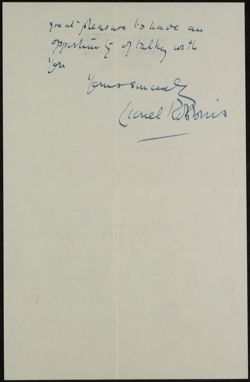 great pleasure to have an
opportunity of talking with
you
Yours sincerely
Lionel Robbins